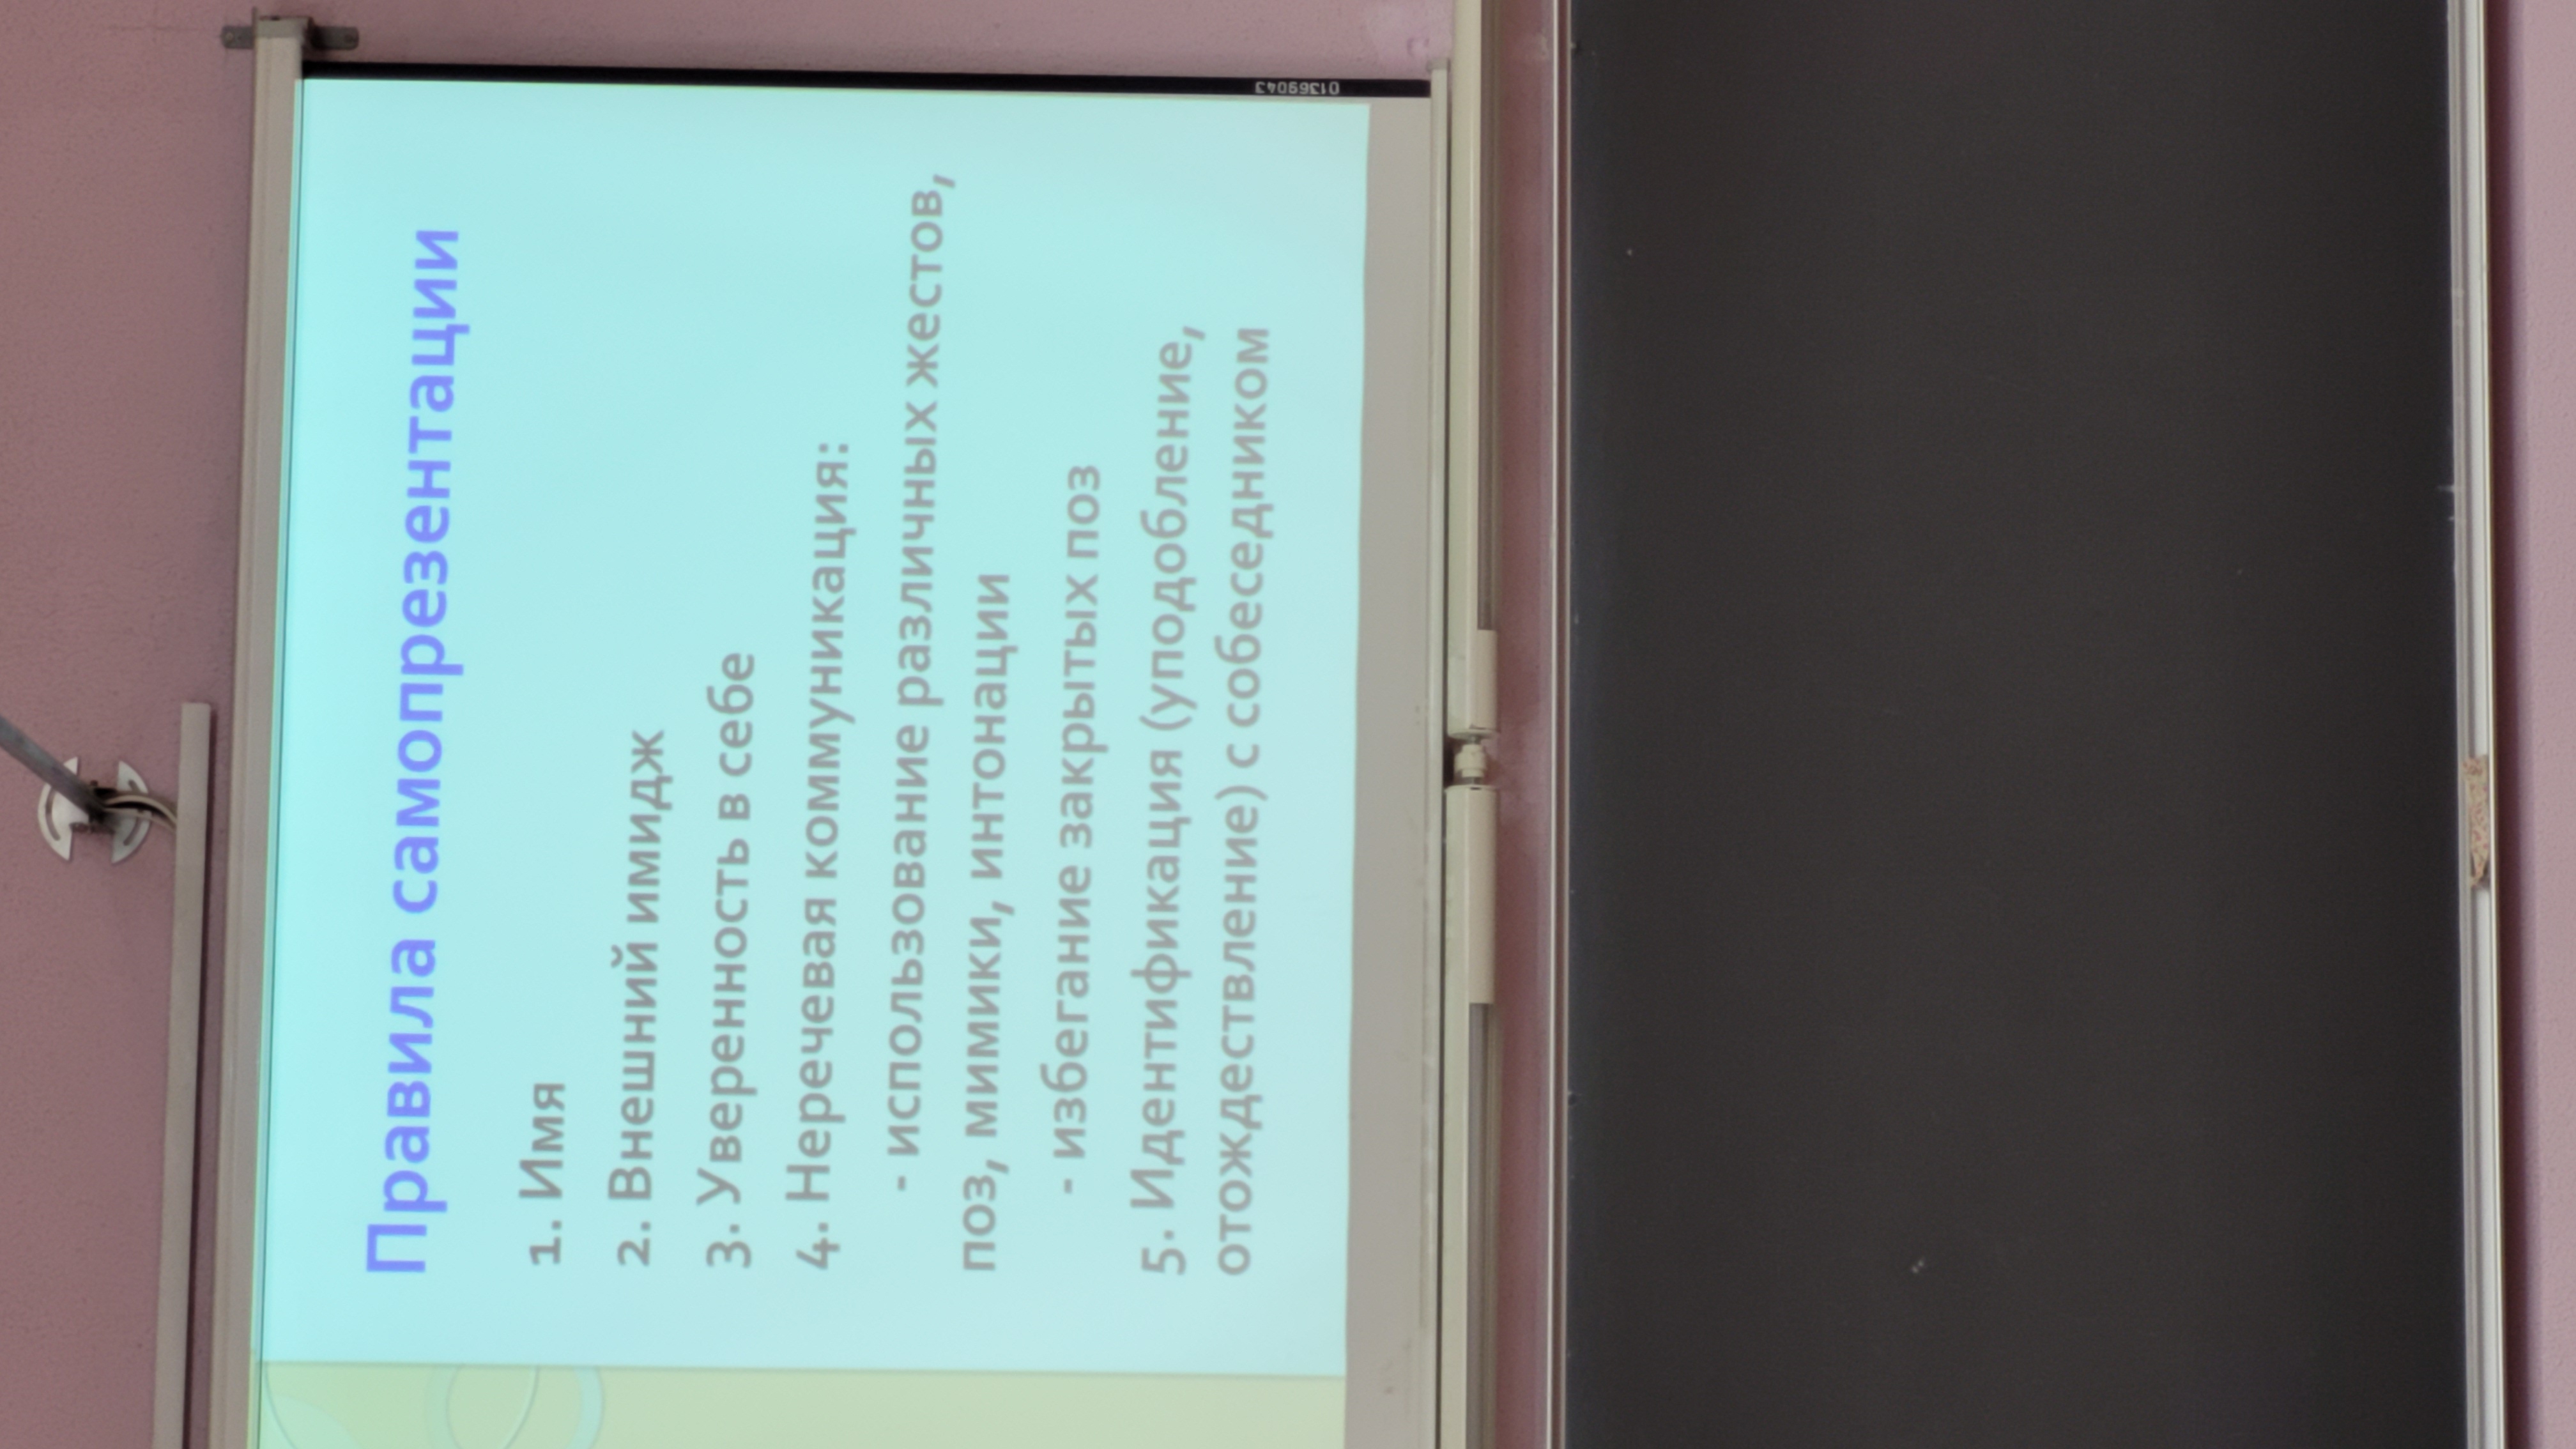 Правила самопрезентации
1. Имя
2. Внешний имидж
3. Уверенность в себе
4. Неречевая коммуникация:
- использование различных жестов,
поз, мимики, интонации
- избегание закрытых поз
5. Идентификация (уподобление,
отождествление) с собеседником
01369043